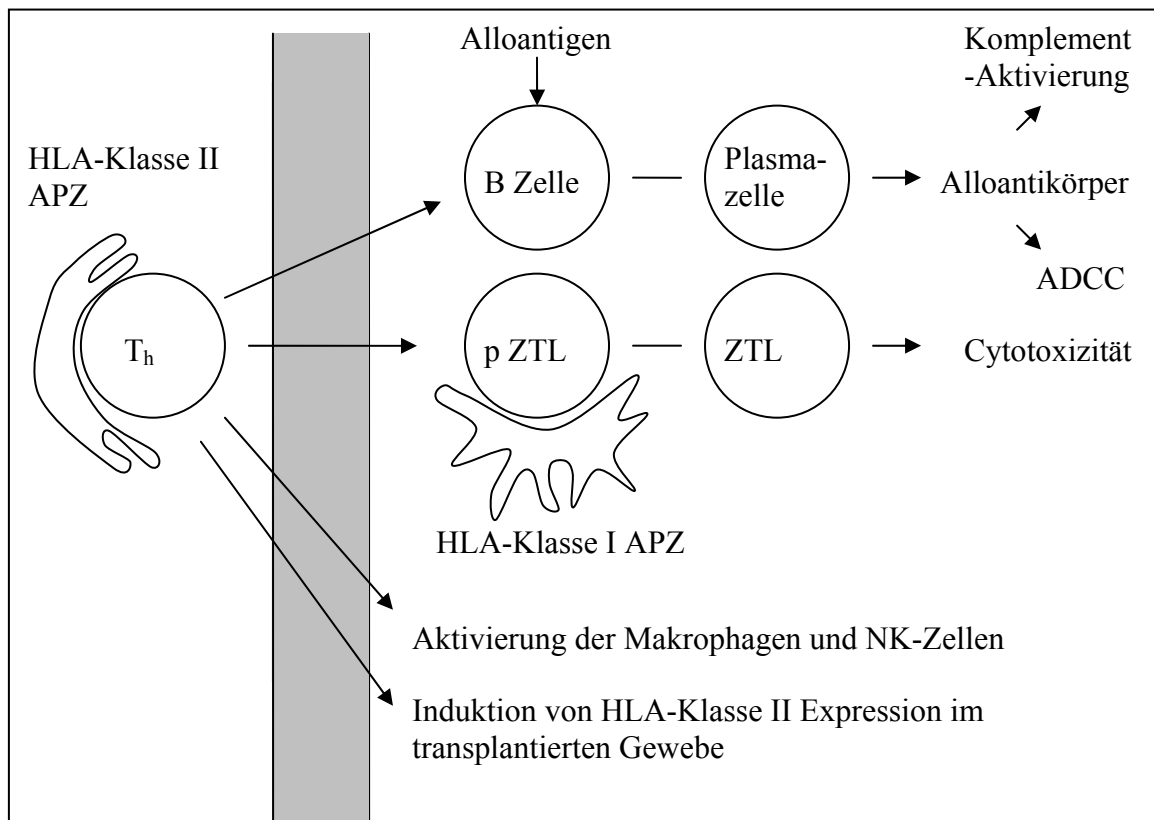 Alloantigen
Komplement
-Aktivierung
HLA-Klasse II
APZ
B Zelle
Plasma-
zelle
Alloantikörper
ADCC
Th
p ZTL
ZTL
Cytotoxizität
HLA-Klasse I APZ
Aktivierung der Makrophagen und NK-Zellen
Induktion von HLA-Klasse II Expression im
transplantierten Gewebe